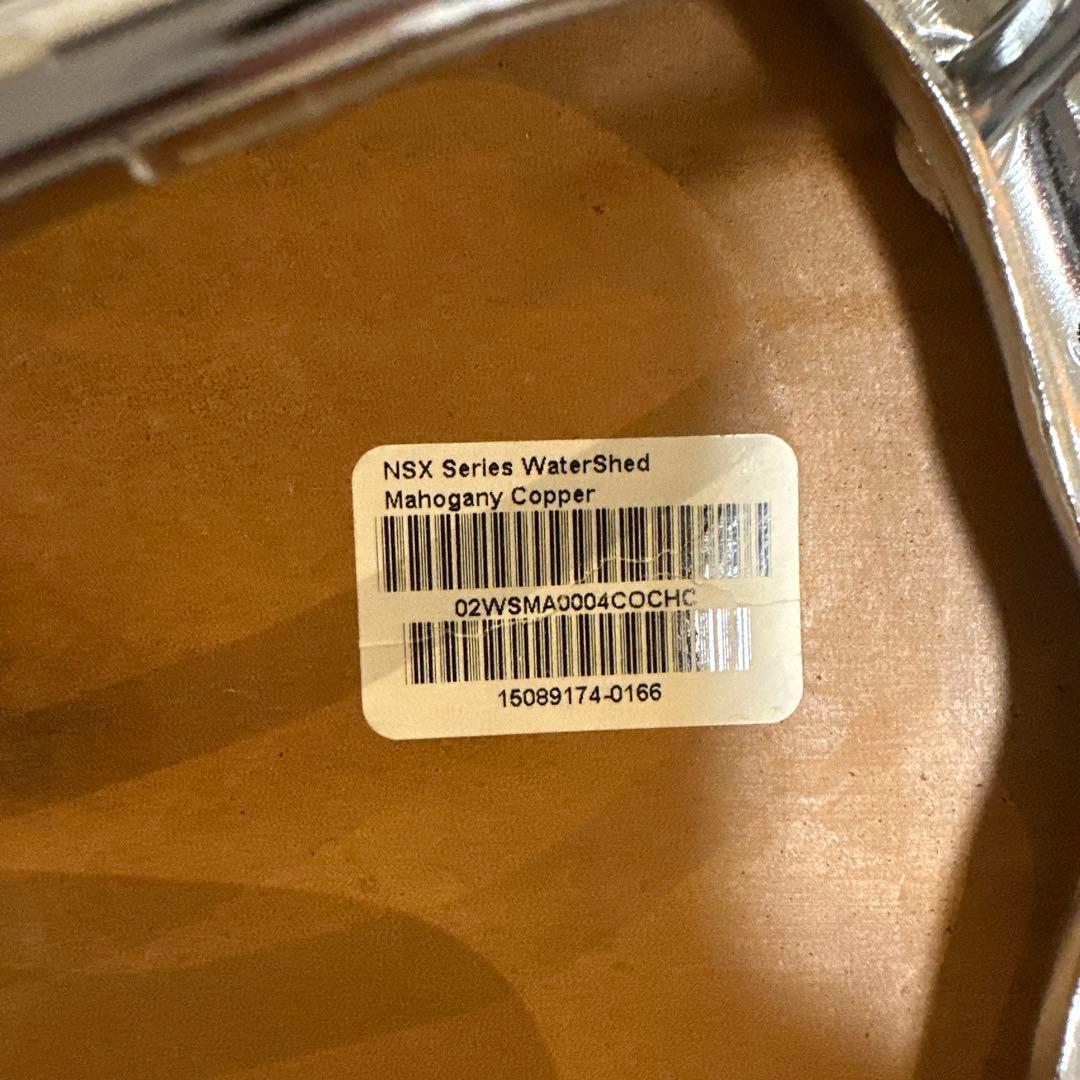 NSX Series WaterShed
Mahogany Copper
02WSMA0004COCHC
15089174-0166